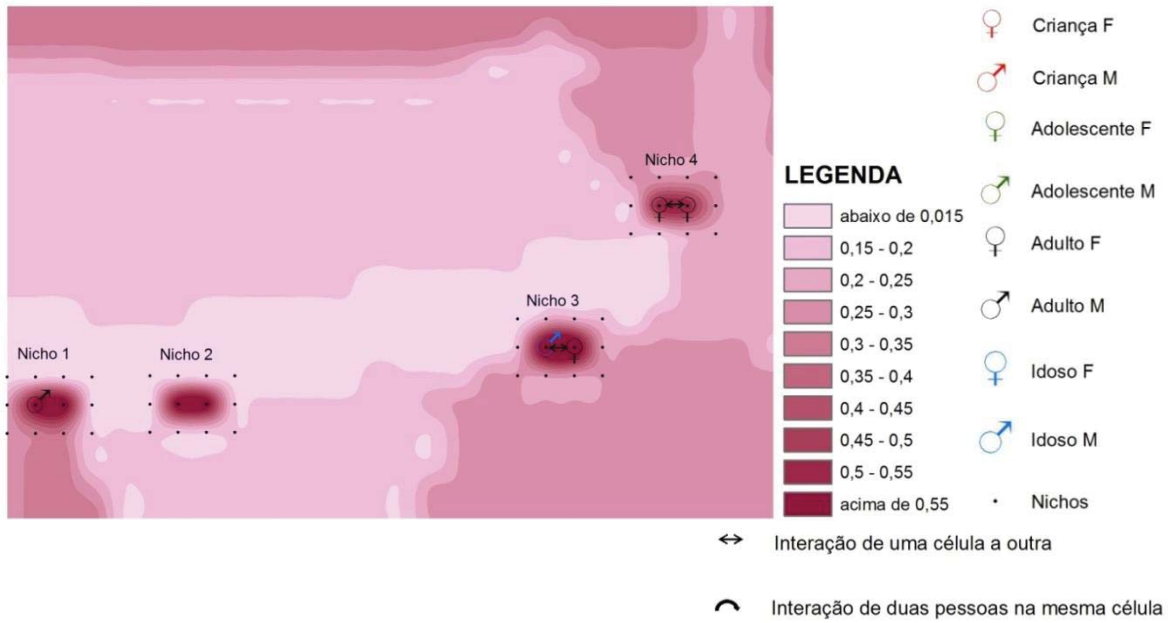 Nicho 4
Nicho 3
Nicho 1
Nicho 2
LEGENDA
abaixo de 0,015
0,15 - 0,2
0,2 - 0,25
0,25 - 0,3
0,3 - 0,35
0,35 - 0,4
0,4 - 0,45
0,45 - 0,5
0,5 - 0,55
acima de 0,55
Criança F
Criança M
Adolescente F
Adolescente M
Adulto F
Adulto M
Idoso F
Idoso M
Nichos
Interação de uma célula a outra
Interação de duas pessoas na mesma célula